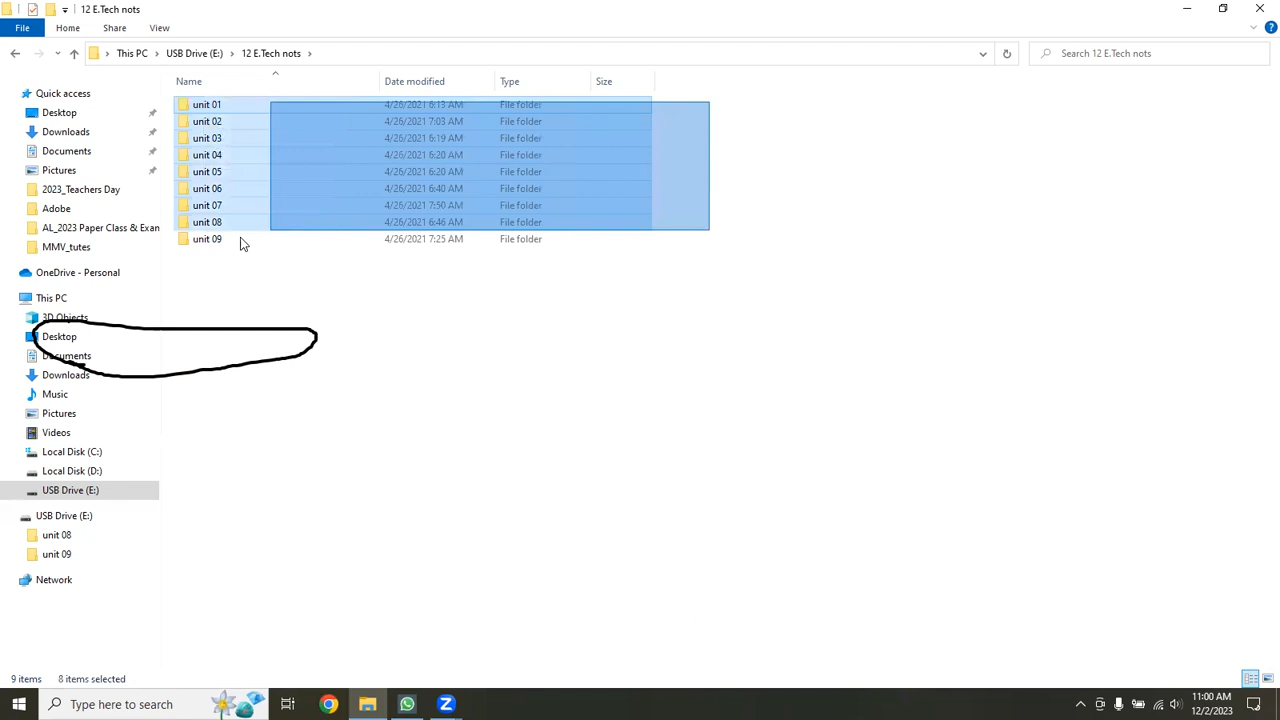 12 E.Tech nots
File Home Share View
This PC USB Drive (E:) 12 E.Tech nots Search 12 E.Tech nots
Name Date modified Type Size
unit 01 4/26/2021 6:13 AM File folder
unit 02 4/26/2021 7:03 AM File folder
unit 03 4/26/2021 6:19 AM File folder
unit 04 4/26/2021 6:20 AM File folder
unit 05 4/26/2021 6:20 AM File folder
unit 06 4/26/2021 6:40 AM File folder
unit 07 4/26/2021 7:50 AM File folder
unit 08 4/26/2021 6:46 AM File folder
unit 09 4/26/2021 7:25 AM File folder
Quick access
Desktop
Downloads
Documents
Pictures
2023_Teachers Day
Adobe
AL_2023 Paper Class & Exan
MMV_tutes
OneDrive - Personal
This PC
3D Objects
Desktop
Documents
Downloads
Music
Pictures
Videos
Local Disk (C:)
Local Disk (D:)
USB Drive (E:)
USB Drive (E:)
unit 08
unit 09
Network
9 items 8 items selected
Type here to search
11:00 AM
12/2/2023